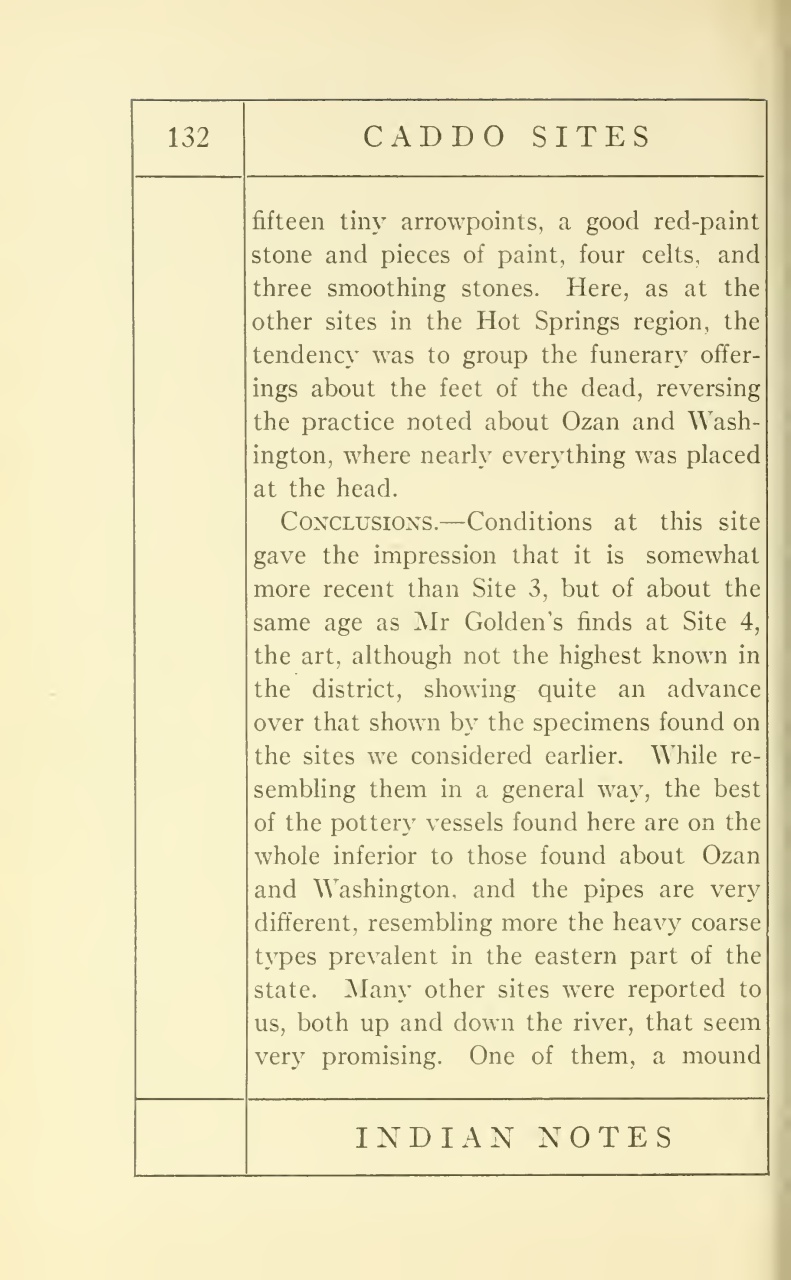 132
CADDO SITES
fifteen tiny arrowpoints, a good red-paint
stone and pieces of paint, four celts, and
three smoothing stones. Here, as at the
other sites in the Hot Springs region, the
tendency was to group the funerary offer-
ings about the feet of the dead, reversing
the practice noted about Ozan and Wash-
ington, where nearly everything was placed
at the head.
CONCLUSIONS.—Conditions at this site
gave the impression that it is somewhat
more recent than Site 3, but of about the
same age as Mr Golden's finds at Site 4,
the art, although not the highest known in
the district, showing quite an advance
over that shown by the specimens found on
the sites we considered earlier. While re-
sembling them in a general way, the best
of the pottery vessels found here are on the
whole inferior to those found about Ozan
and Washington, and the pipes are very
different, resembling more the heavy coarse
types prevalent in the eastern part of the
state. Many other sites were reported to
us, both up and down the river, that seem
very promising. One of them, a mound
INDIAN NOTES